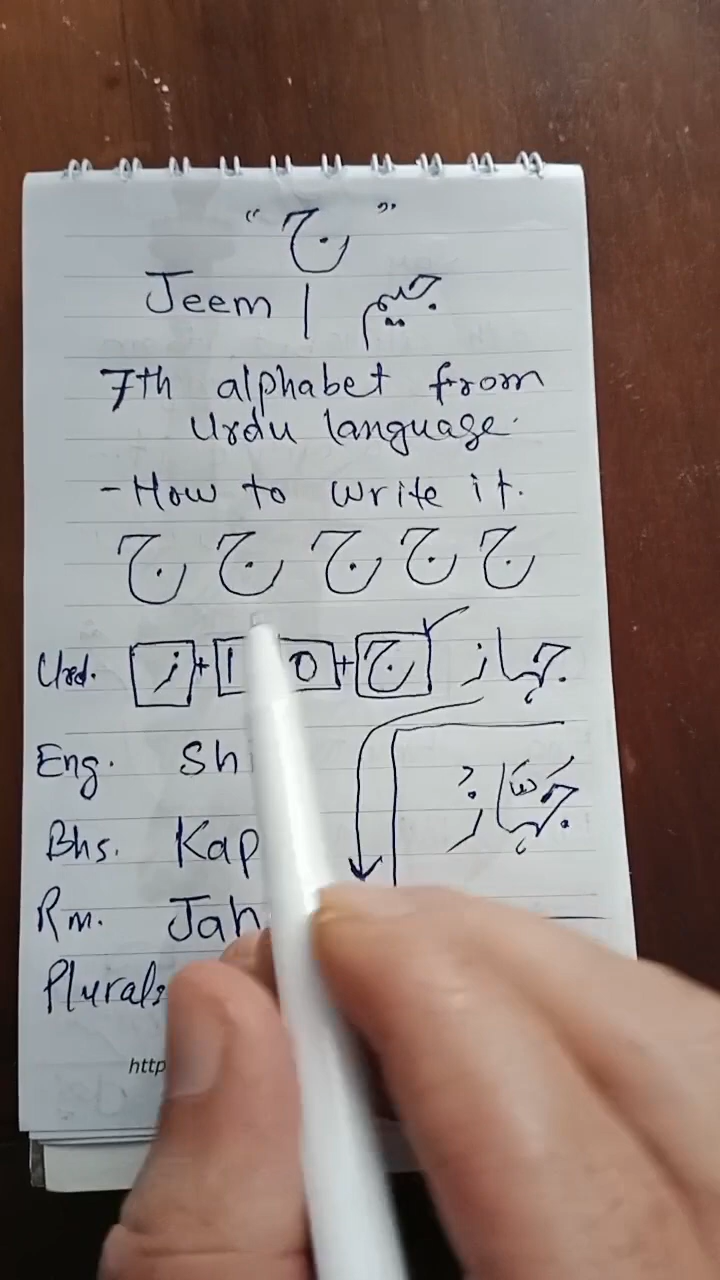 “ ج ”
Jeem | جیم
7th alphabet from
Urdu language.
- How to write it.
ج ج ج ج ج
Urd. ز + ا ه + ج جہاز
Eng. Sh
Bhs. Kap جَہَاز
Rm. Jah
Plurals
http